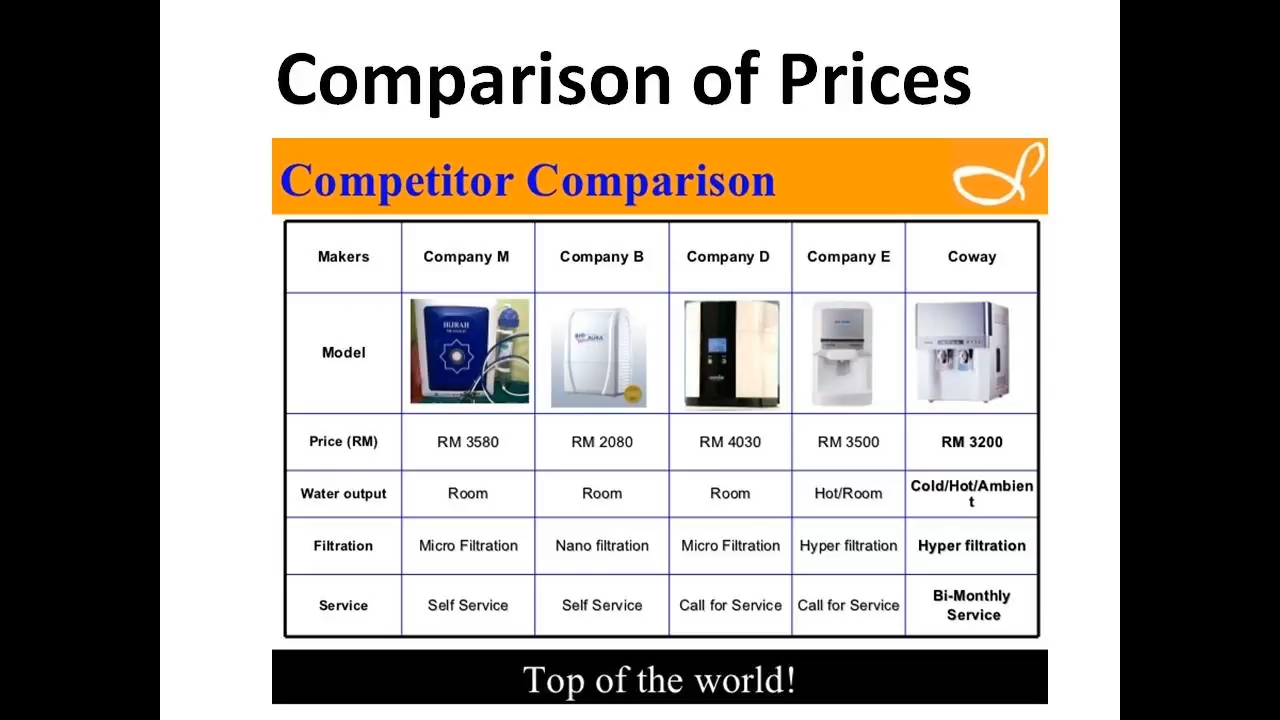 Comparison of Prices
Competitor Comparison
Makers Company M Company B Company D Company E Coway
HIJRAH
Model
Price (RM) RM 3580 RM 2080 RM 4030 RM 3500 RM 3200
Water output Room Room Room Hot/Room Cold/Hot/Ambien
t
Filtration Micro Filtration Nano filtration Micro Filtration Hyper filtration Hyper filtration
Service Self Service Self Service Call for Service Call for Service Bi-Monthly
Service
Top of the world!